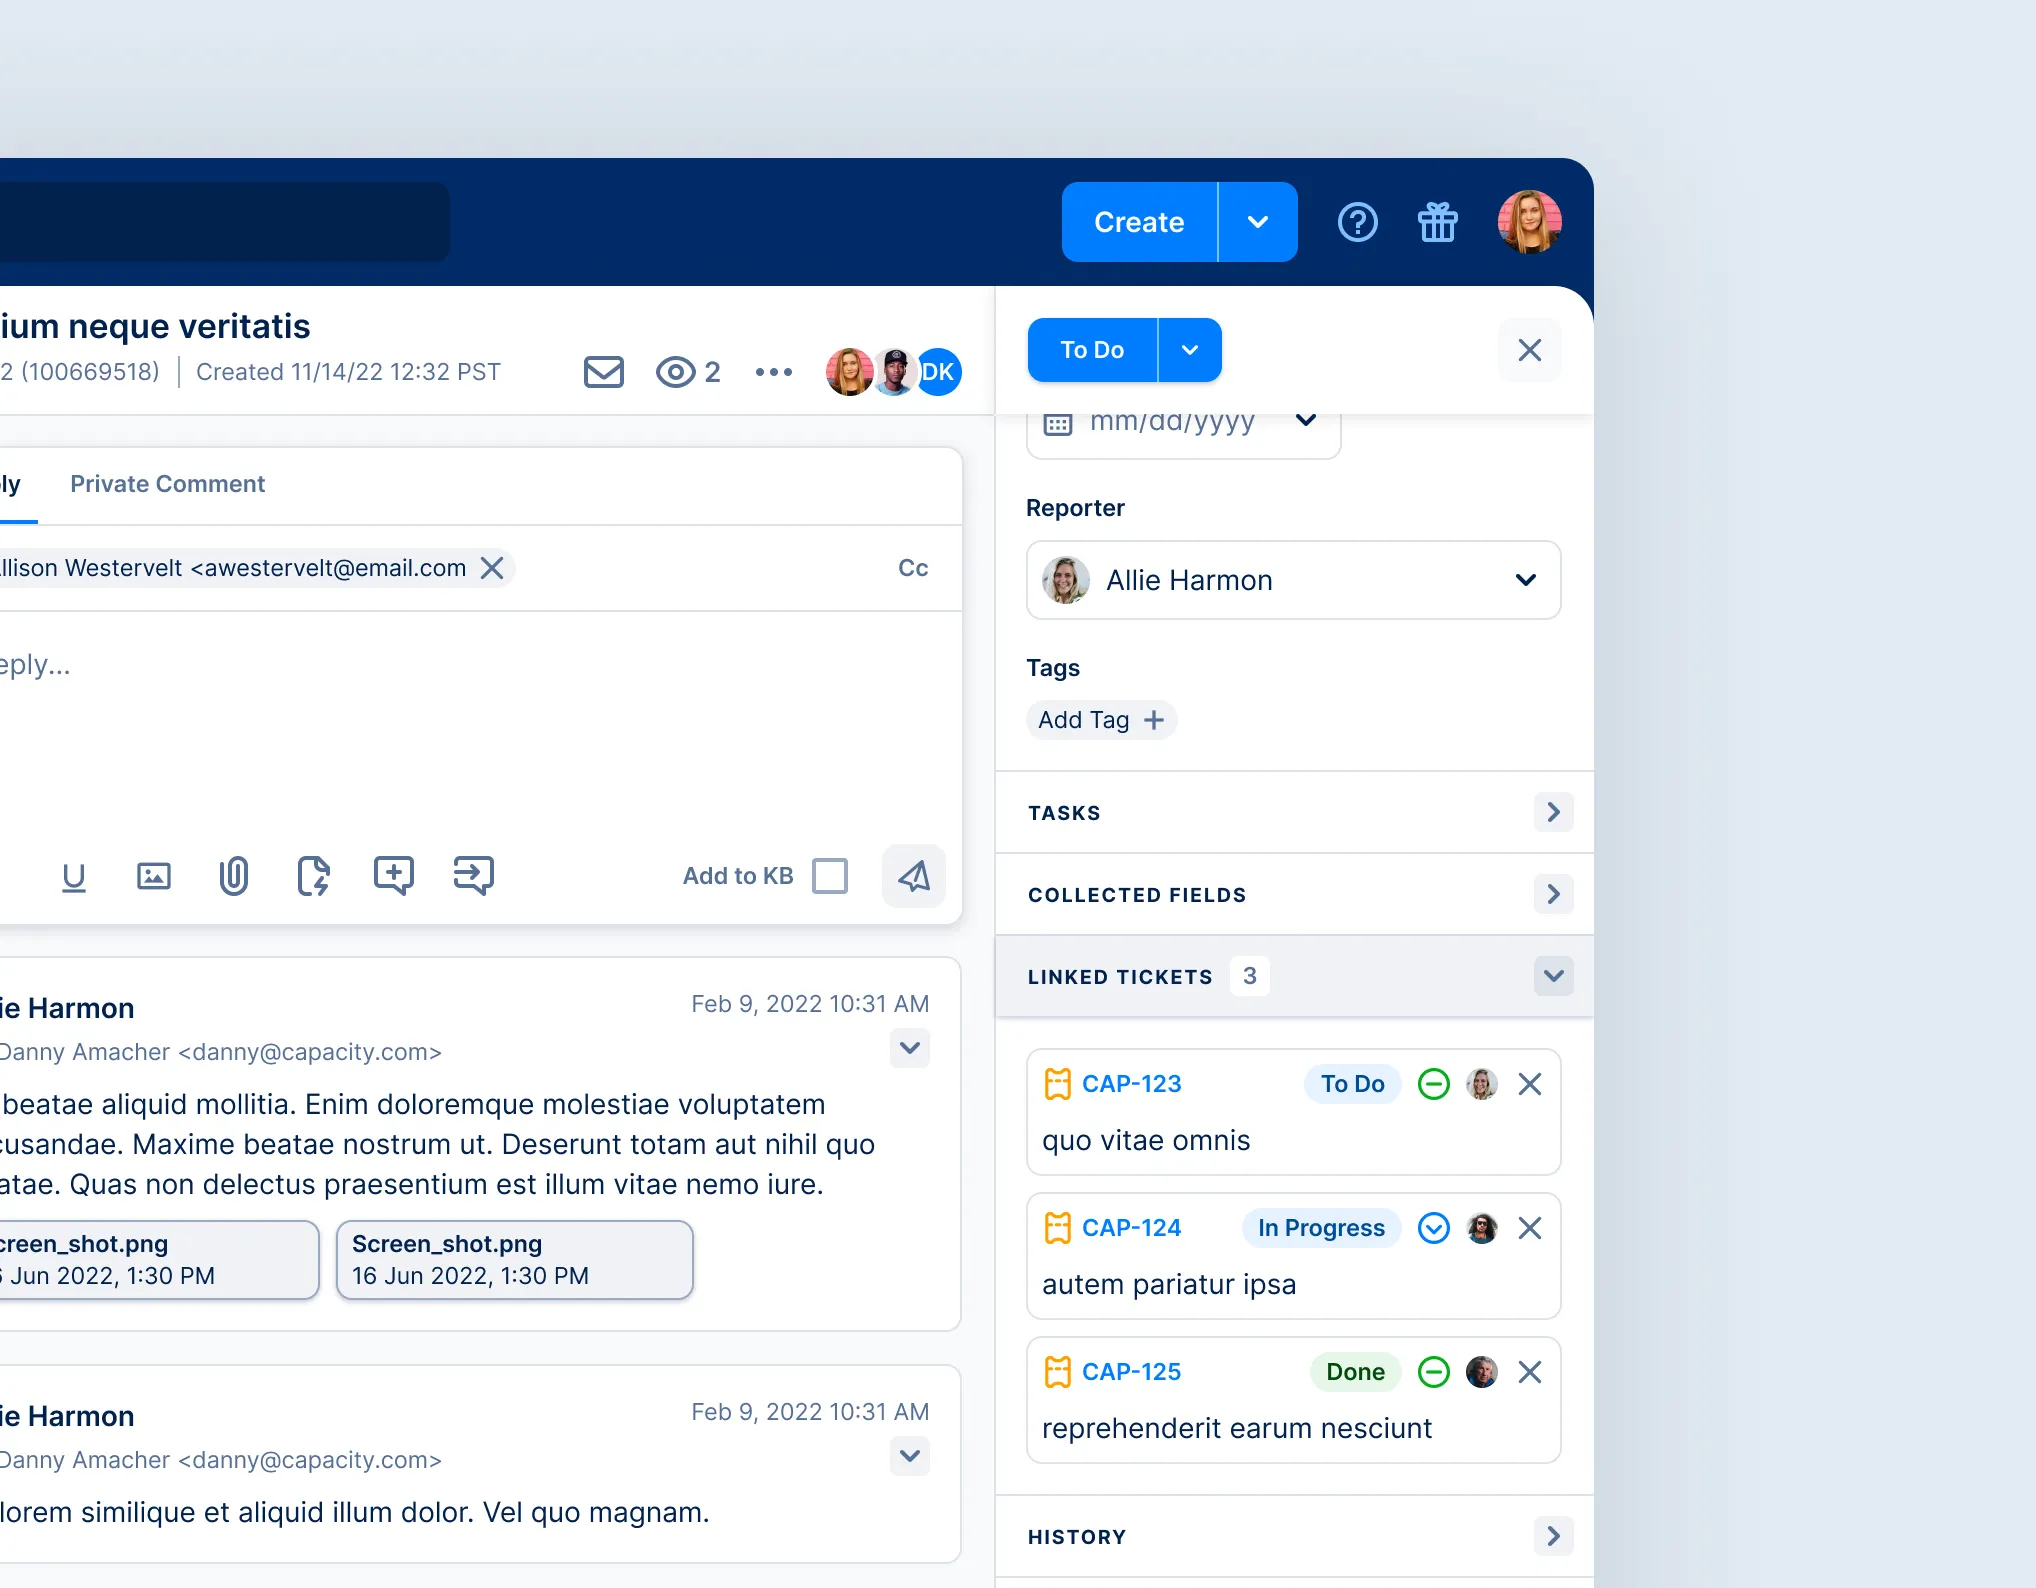 Create
ium neque veritatis
2 (100669518) | Created 11/14/22 12:32 PST
2
DK
To Do
mm/dd/yyyy
ly
Private Comment
llison Westervelt <awestervelt@email.com
Cc
eply...
Add to KB
Reporter
Allie Harmon
Tags
Add Tag
TASKS
COLLECTED FIELDS
LINKED TICKETS 3
CAP-123 To Do
quo vitae omnis
CAP-124 In Progress
autem pariatur ipsa
CAP-125 Done
reprehenderit earum nesciunt
HISTORY
ie Harmon
Feb 9, 2022 10:31 AM
Danny Amacher <danny@capacity.com>
beatae aliquid mollitia. Enim doloremque molestiae voluptatem
cusandae. Maxime beatae nostrum ut. Deserunt totam aut nihil quo
atae. Quas non delectus praesentium est illum vitae nemo iure.
creen_shot.png
6 Jun 2022, 1:30 PM
Screen_shot.png
16 Jun 2022, 1:30 PM
ie Harmon
Feb 9, 2022 10:31 AM
Danny Amacher <danny@capacity.com>
lorem similique et aliquid illum dolor. Vel quo magnam.